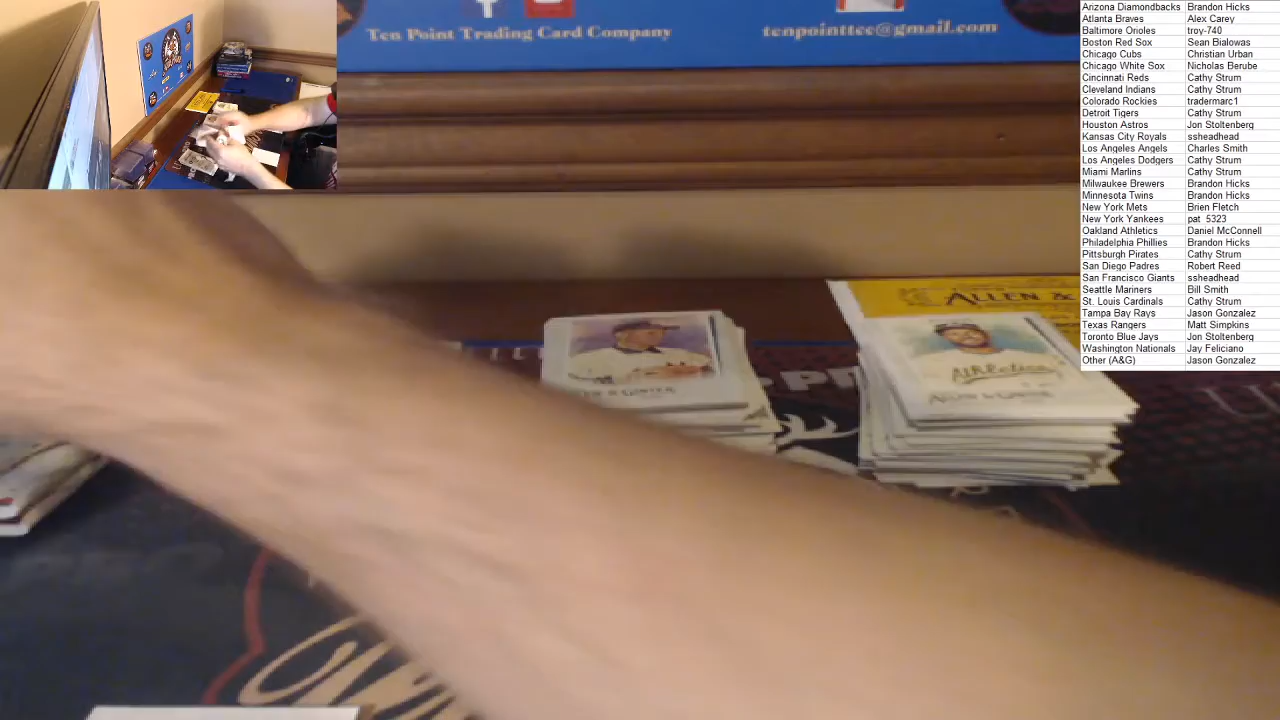 Ten Point Trading Card Company
tenpointtcc@gmail.com
Arizona Diamondbacks Brandon Hicks
Atlanta Braves Alex Carey
Baltimore Orioles troy-740
Boston Red Sox Sean Bialowas
Chicago Cubs Christian Urban
Chicago White Sox Nicholas Berube
Cincinnati Reds Cathy Strum
Cleveland Indians Cathy Strum
Colorado Rockies tradermarc1
Detroit Tigers Cathy Strum
Houston Astros Jon Stoltenberg
Kansas City Royals ssheadhead
Los Angeles Angels Charles Smith
Los Angeles Dodgers Cathy Strum
Miami Marlins Cathy Strum
Milwaukee Brewers Brandon Hicks
Minnesota Twins Brandon Hicks
New York Mets Brien Fletch
New York Yankees pat_5323
Oakland Athletics Daniel McConnell
Philadelphia Phillies Brandon Hicks
Pittsburgh Pirates Cathy Strum
San Diego Padres Robert Reed
San Francisco Giants ssheadhead
Seattle Mariners Bill Smith
St. Louis Cardinals Cathy Strum
Tampa Bay Rays Jason Gonzalez
Texas Rangers Matt Simpkins
Toronto Blue Jays Jon Stoltenberg
Washington Nationals Jay Feliciano
Other (A&G) Jason Gonzalez
ALLEN &
Athletics